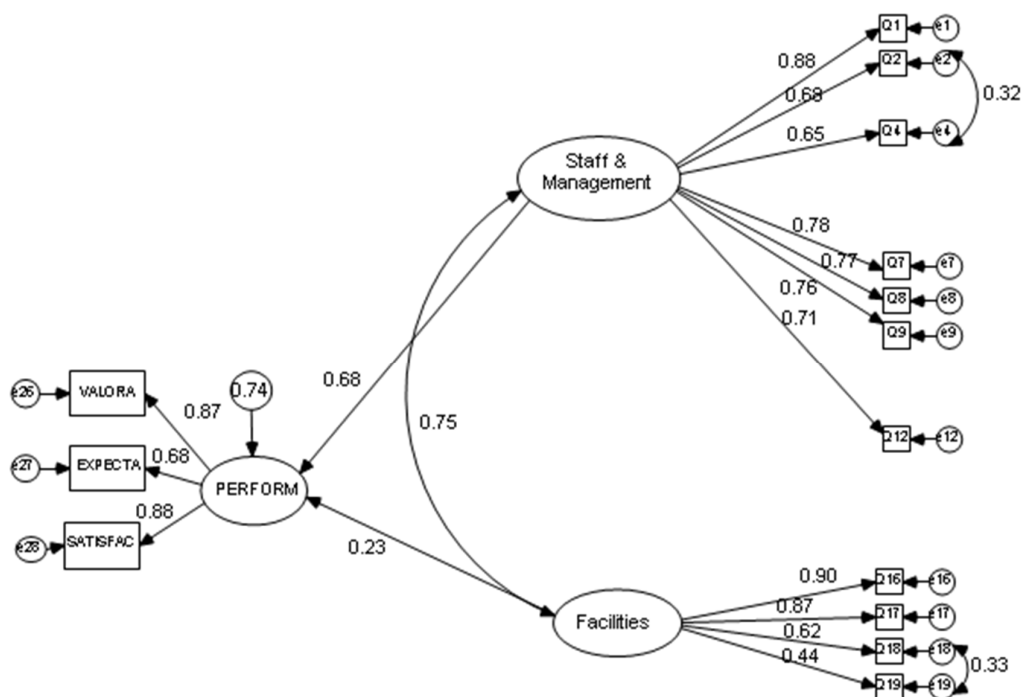 Q1
e1
0.88
Q2
e2
0.68
0.32
Q4
e4
0.65
Staff &
Management
0.78
Q7
e7
0.77
Q8
e8
0.76
Q9
e9
0.71
Q12
e12
e26
VALORA
0.87
0.74
0.68
0.75
e27
EXPECTA
0.68
PERFORM
0.88
e28
SATISFAC
0.23
Facilities
0.90
Q16
e16
0.87
Q17
e17
0.62
Q18
e18
0.33
0.44
Q19
e19